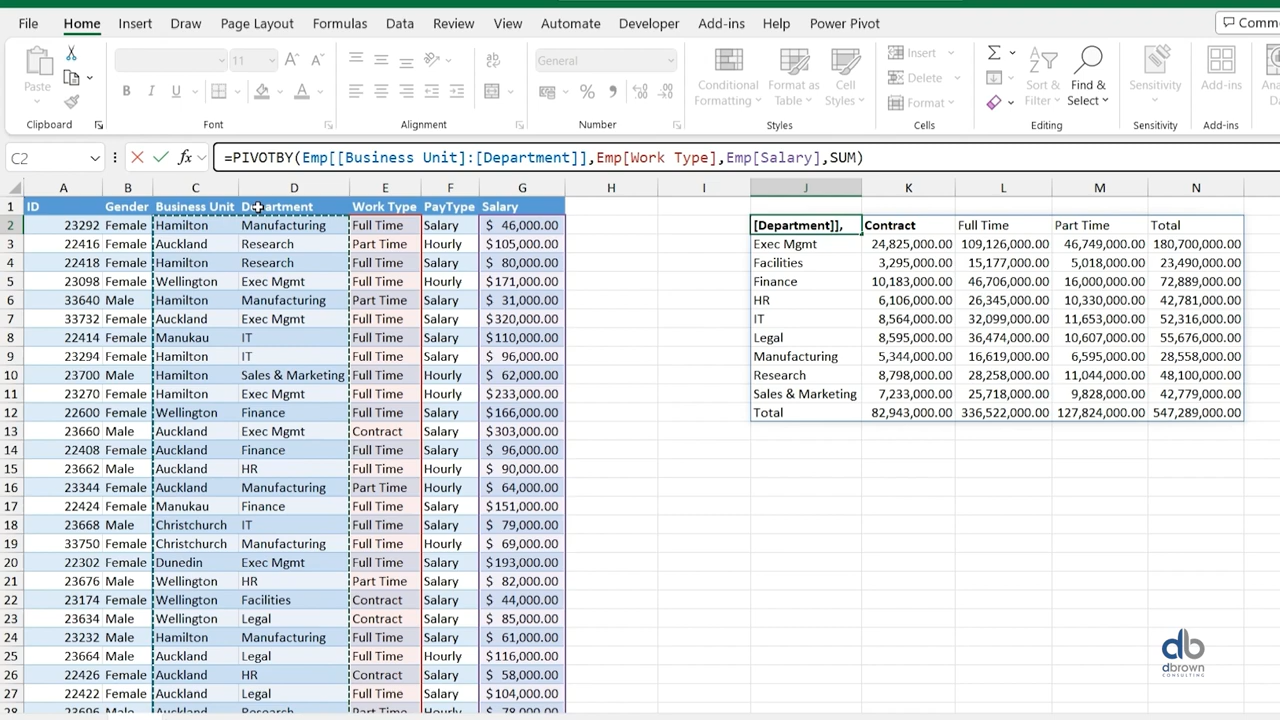 File Home Insert Draw Page Layout Formulas Data Review View Automate Developer Add-ins Help Power Pivot Comm
Paste 11 General Conditional Formatting Format as Table Cell Styles Insert Delete Format Sort & Filter Find & Select Sensitivity Add-ins Ana Da
Clipboard Font Alignment Number Styles Cells Editing Sensitivity Add-ins
C2 fx =PIVOTBY(Emp[[Business Unit]:[Department]],Emp[Work Type],Emp[Salary],SUM)
A B C D E F G H I J K L M N
1 ID Gender Business Unit Department Work Type PayType Salary
2 23292 Female Hamilton Manufacturing Full Time Salary $ 46,000.00 [Department]], Contract Full Time Part Time Total
3 22416 Female Auckland Research Part Time Hourly $105,000.00 Exec Mgmt 24,825,000.00 109,126,000.00 46,749,000.00 180,700,000.00
4 22418 Female Hamilton Research Full Time Salary $ 80,000.00 Facilities 3,295,000.00 15,177,000.00 5,018,000.00 23,490,000.00
5 23098 Female Wellington Exec Mgmt Full Time Hourly $171,000.00 Finance 10,183,000.00 46,706,000.00 16,000,000.00 72,889,000.00
6 33640 Male Hamilton Manufacturing Part Time Hourly $ 31,000.00 HR 6,106,000.00 26,345,000.00 10,330,000.00 42,781,000.00
7 33732 Female Auckland Exec Mgmt Full Time Salary $320,000.00 IT 8,564,000.00 32,099,000.00 11,653,000.00 52,316,000.00
8 22414 Female Manukau IT Full Time Salary $110,000.00 Legal 8,595,000.00 36,474,000.00 10,607,000.00 55,676,000.00
9 23294 Female Hamilton IT Full Time Salary $ 96,000.00 Manufacturing 5,344,000.00 16,619,000.00 6,595,000.00 28,558,000.00
10 23700 Male Hamilton Sales & Marketing Full Time Hourly $ 62,000.00 Research 8,798,000.00 28,258,000.00 11,044,000.00 48,100,000.00
11 23270 Female Hamilton Exec Mgmt Full Time Hourly $233,000.00 Sales & Marketing 7,233,000.00 25,718,000.00 9,828,000.00 42,779,000.00
12 22600 Female Wellington Finance Full Time Salary $166,000.00 Total 82,943,000.00 336,522,000.00 127,824,000.00 547,289,000.00
13 23660 Female Auckland Exec Mgmt Contract Salary $303,000.00
14 22408 Female Auckland Finance Full Time Salary $ 96,000.00
15 23662 Male Auckland HR Full Time Hourly $ 90,000.00
16 23344 Female Auckland Manufacturing Part Time Hourly $ 64,000.00
17 22424 Female Manukau Finance Full Time Salary $151,000.00
18 23668 Male Christchurch IT Full Time Salary $ 79,000.00
19 33750 Female Christchurch Manufacturing Full Time Hourly $ 69,000.00
20 22302 Female Dunedin Exec Mgmt Full Time Salary $193,000.00
21 23676 Male Wellington HR Part Time Salary $ 82,000.00
22 23174 Female Wellington Facilities Contract Salary $ 44,000.00
23 23634 Male Wellington Legal Contract Salary $ 85,000.00
24 23232 Male Hamilton Manufacturing Full Time Salary $ 61,000.00
25 23664 Male Auckland Legal Full Time Hourly $116,000.00
26 22426 Female Auckland HR Contract Salary $ 58,000.00
27 22422 Female Auckland Legal Full Time Salary $104,000.00
28 23696 Male Auckland Research Part Time Hourly $ 78,000.00
db
dbrown
CONSULTING